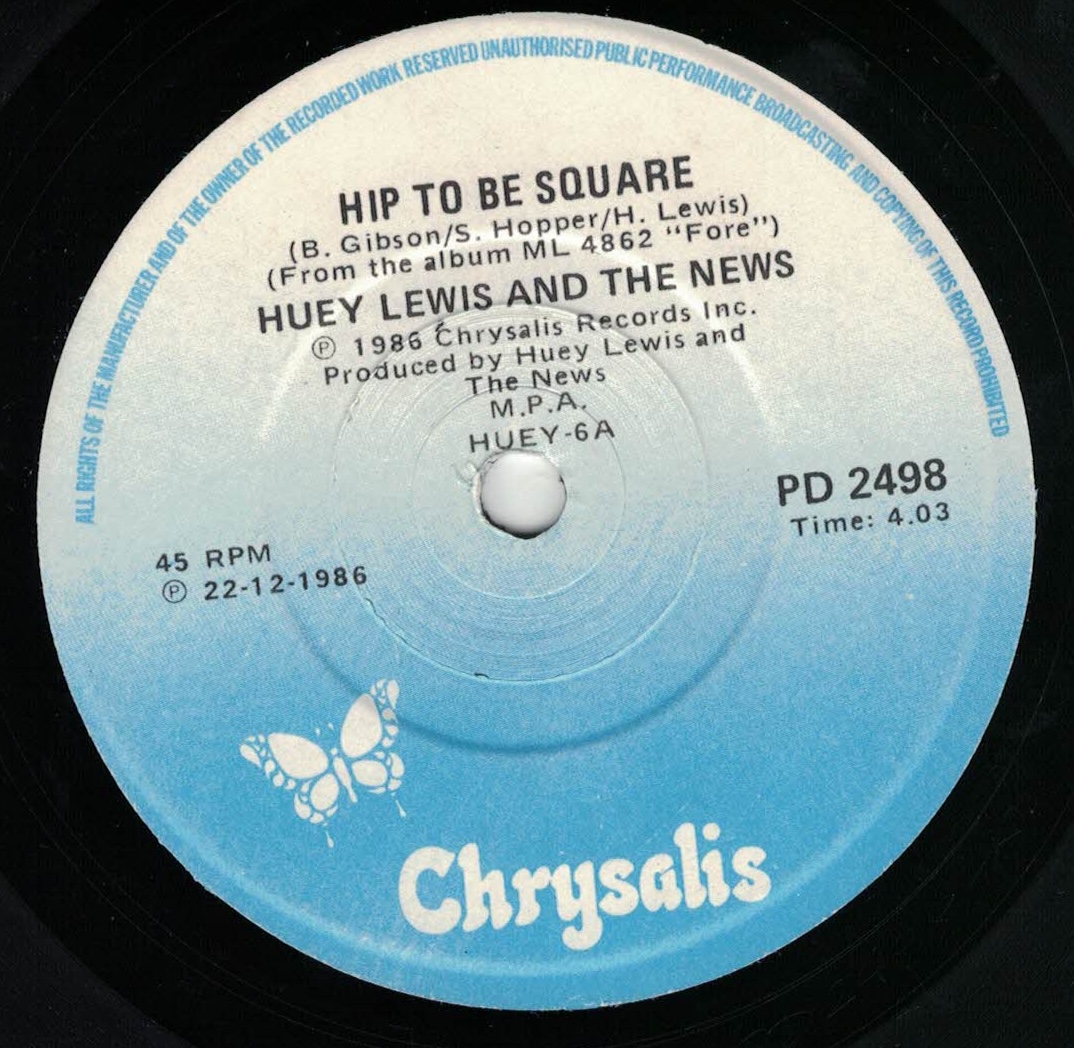 ALL RIGHTS OF THE MANUFACTURER AND OF THE OWNER OF THE RECORDED WORK RESERVED UNAUTHORISED PUBLIC PERFORMANCE BROADCASTING AND COPYING OF THIS RECORD PROHIBITED
HIP TO BE SQUARE
(B. Gibson/S. Hopper/H. Lewis)
(From the album ML 4862 "Fore")
HUEY LEWIS AND THE NEWS
Ⓟ 1986 Chrysalis Records Inc.
Produced by Huey Lewis and
The News
M.P.A.
HUEY-6A
PD 2498
Time: 4.03
45 RPM
Ⓟ 22-12-1986
Chrysalis